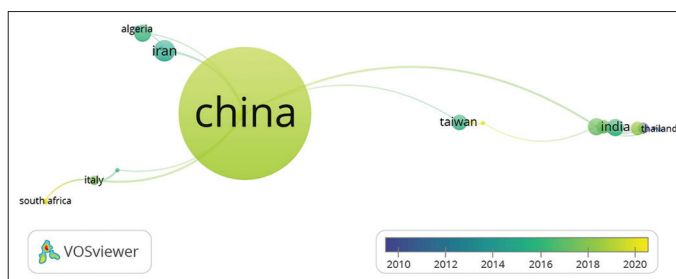 algeria
iran
china
taiwan
india
thailand
italy
south africa
VOSviewer
2010 2012 2014 2016 2018 2020